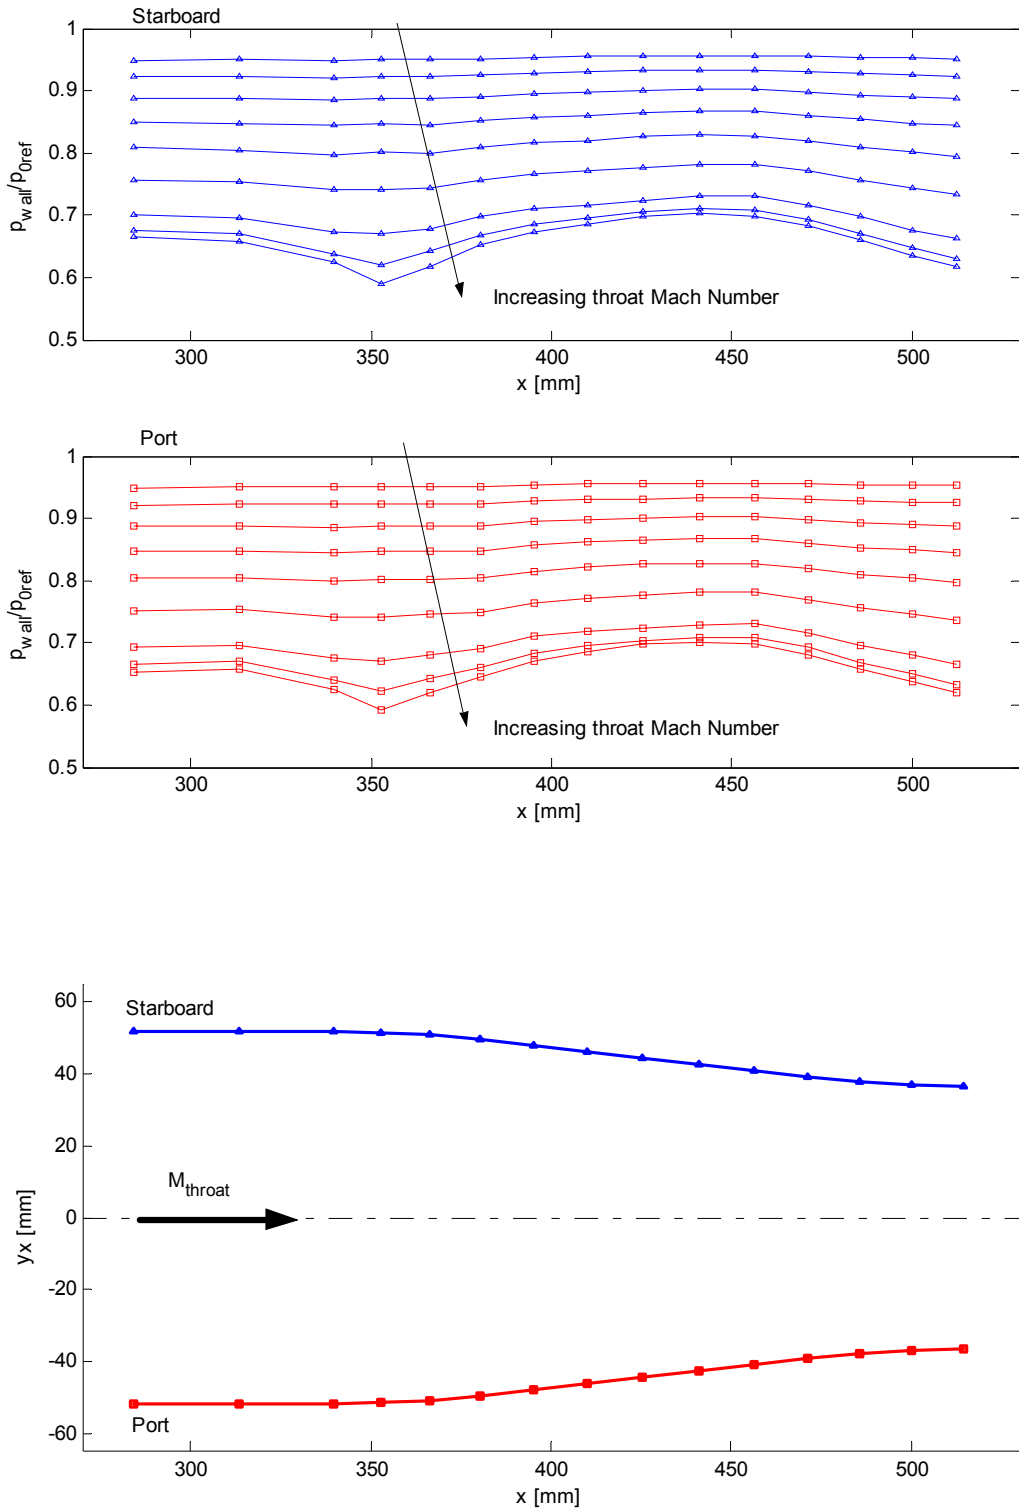 Starboard
1
0.9
0.8
0.7
0.6
0.5
p_wall/p_0ref
Increasing throat Mach Number
300 350 400 450 500
x [mm]
Port
1
0.9
0.8
0.7
0.6
0.5
p_wall/p_0ref
Increasing throat Mach Number
300 350 400 450 500
x [mm]
60
40
20
0
-20
-40
-60
yx [mm]
Starboard
M_throat
Port
300 350 400 450 500
x [mm]